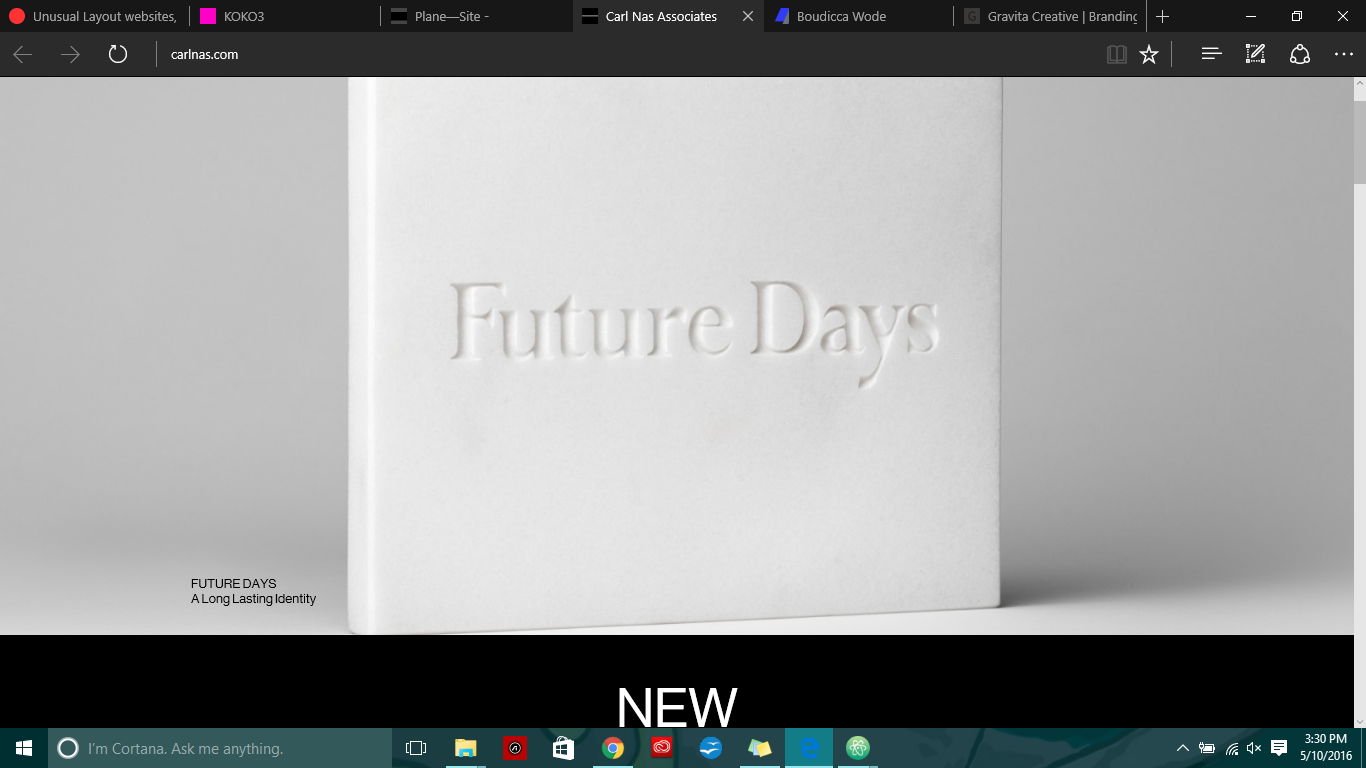 Unusual Layout websites,
KOKO3
Plane—Site -
Carl Nas Associates
Boudicca Wode
Gravita Creative | Branding
carlnas.com
Future Days
FUTURE DAYS
A Long Lasting Identity
NEW
I'm Cortana. Ask me anything.
3:30 PM
5/10/2016